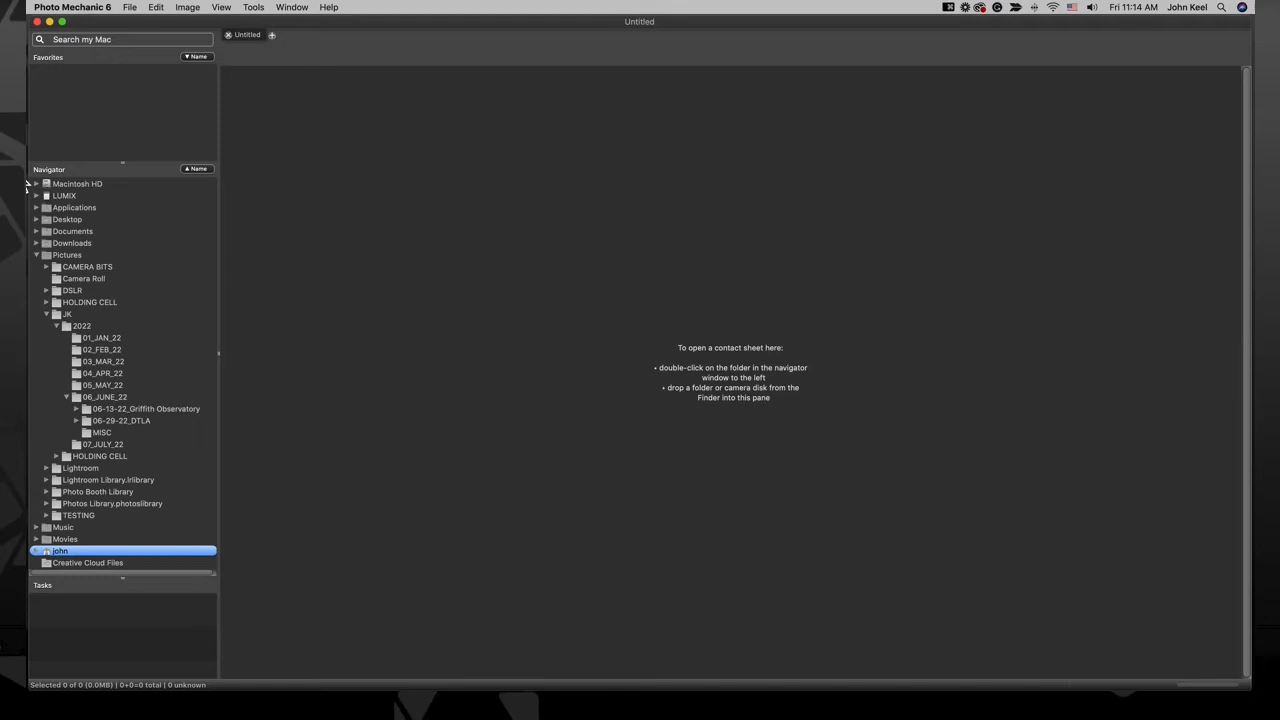 Photo Mechanic 6 File Edit Image View Tools Window Help Fri 11:14 AM John Keel
Untitled
Search my Mac
Untitled
Favorites
▼ Name
Navigator
▲ Name
Macintosh HD
LUMIX
Applications
Desktop
Documents
Downloads
Pictures
CAMERA BITS
Camera Roll
DSLR
HOLDING CELL
JK
2022
01_JAN_22
02_FEB_22
03_MAR_22
04_APR_22
05_MAY_22
06_JUNE_22
06-13-22_Griffith Observatory
06-29-22_DTLA
MISC
07_JULY_22
HOLDING CELL
Lightroom
Lightroom Library.lrlibrary
Photo Booth Library
Photos Library.photoslibrary
TESTING
Music
Movies
john
Creative Cloud Files
Tasks
To open a contact sheet here:
• double-click on the folder in the navigator
window to the left
• drop a folder or camera disk from the
Finder into this pane
Selected 0 of 0 (0.0MB) | 0+0=0 total | 0 unknown